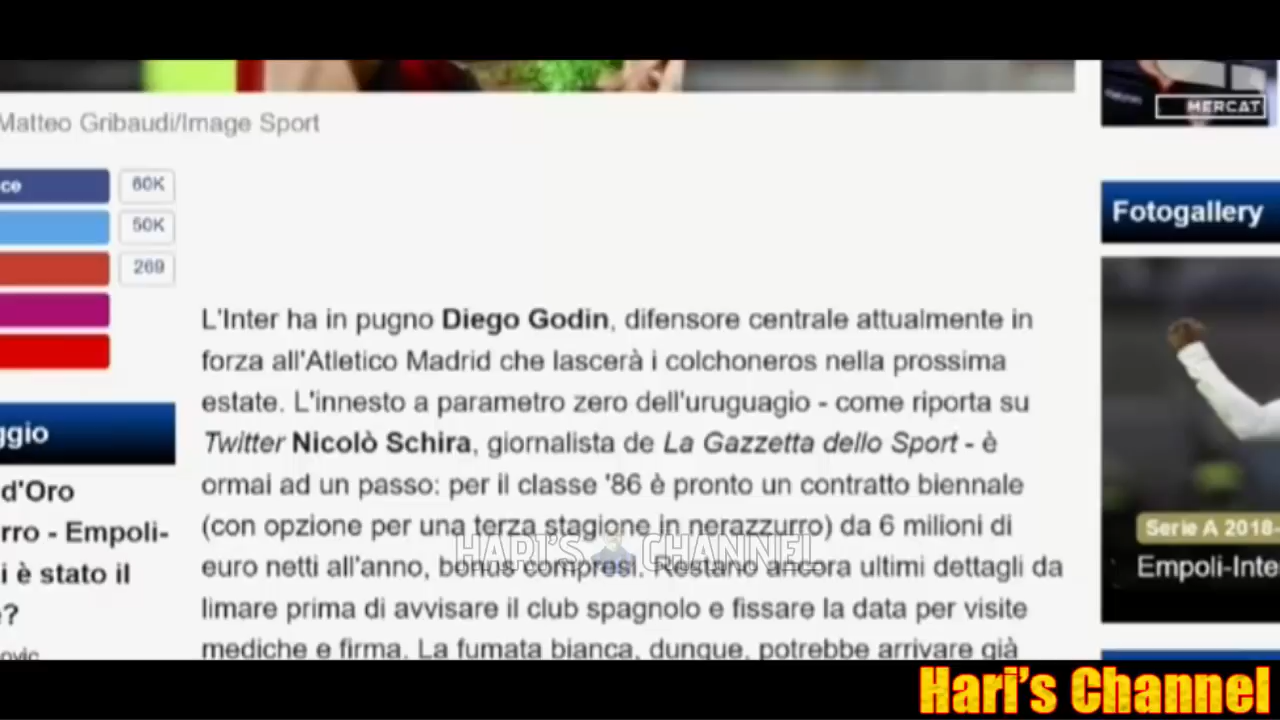 MERCAT
Matteo Gribaudi/Image Sport
ce
60K
50K
269
Fotogallery
L'Inter ha in pugno Diego Godin, difensore centrale attualmente in
forza all'Atletico Madrid che lascerà i colchoneros nella prossima
estate. L'innesto a parametro zero dell'uruguagio - come riporta su
Twitter Nicolò Schira, giornalista de La Gazzetta dello Sport - è
ormai ad un passo: per il classe '86 è pronto un contratto biennale
(con opzione per una terza stagione in nerazzurro) da 6 milioni di
euro netti all'anno, bonus compresi. Restano ancora ultimi dettagli da
limare prima di avvisare il club spagnolo e fissare la data per visite
mediche e firma. La fumata bianca, dunque, potrebbe arrivare già
ggio
d'Oro
rro - Empoli-
i è stato il
?
ovic
Serie A 2018-
Empoli-Inte
HARI'S CHANNEL
Hari's Channel